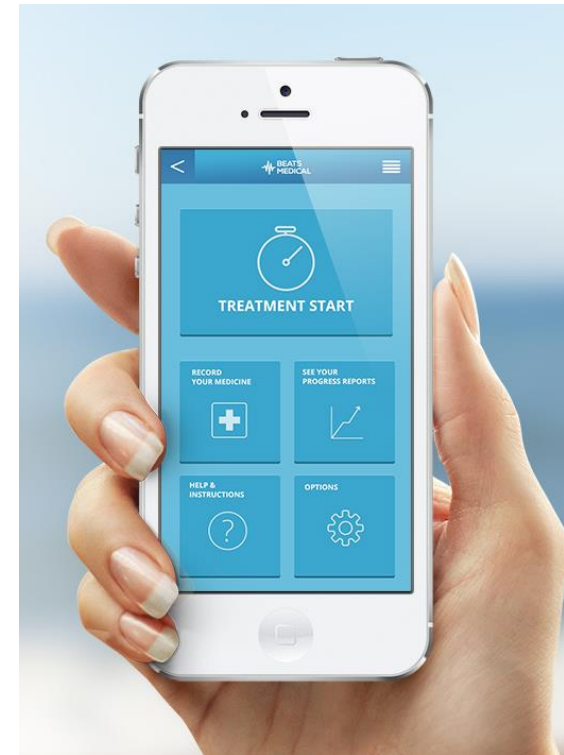 BEATS
MEDICAL
TREATMENT START
RECORD
YOUR MEDICINE
SEE YOUR
PROGRESS REPORTS
HELP &
INSTRUCTIONS
?
OPTIONS